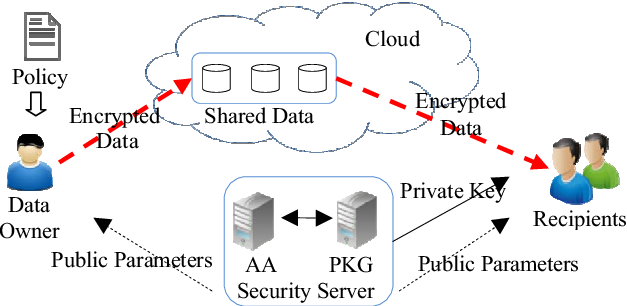 Cloud
Policy
Encrypted
Data
Shared Data
Encrypted
Data
Data
Owner
Private Key
Recipients
Public Parameters
AA
PKG
Public Parameters
Security Server